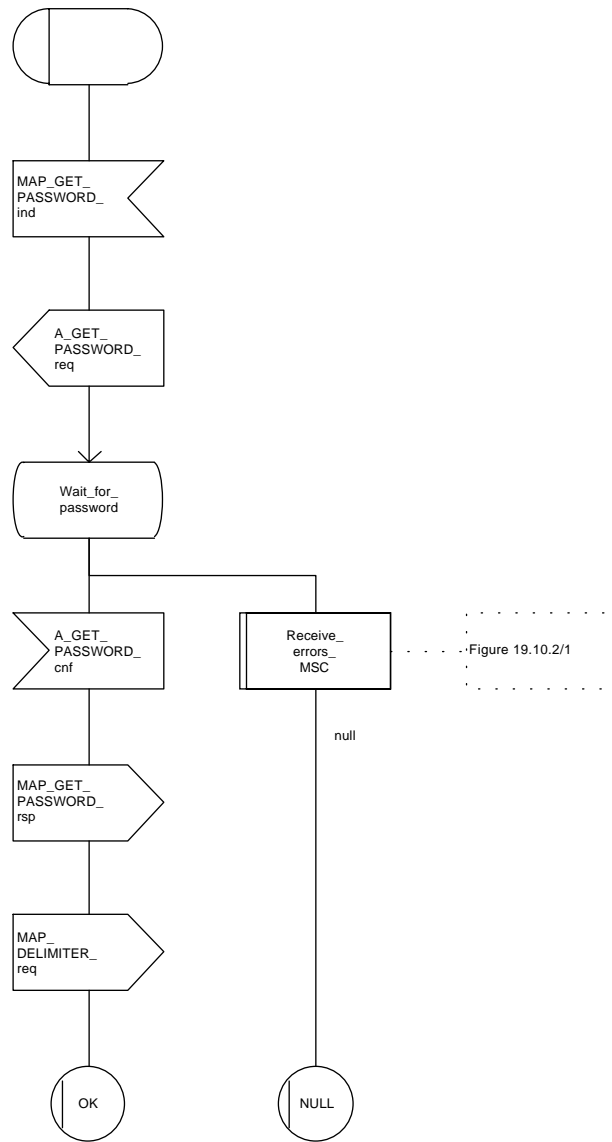 MAP_GET_
PASSWORD_
ind
A_GET_
PASSWORD_
req
Wait_for_
password
A_GET_
PASSWORD_
cnf
Receive_
errors_
MSC
Figure 19.10.2/1
null
MAP_GET_
PASSWORD_
rsp
MAP_
DELIMITER_
req
OK
NULL